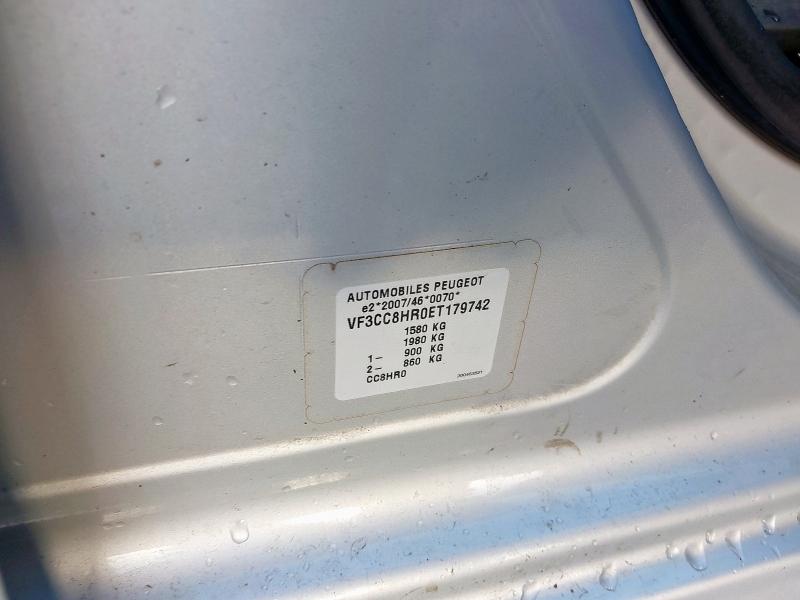 AUTOMOBILES PEUGEOT
e2*2007/46*0070*
VF3CC8HR0ET179742
1580 KG
1980 KG
1- 900 KG
2- 860 KG
CC8HR0